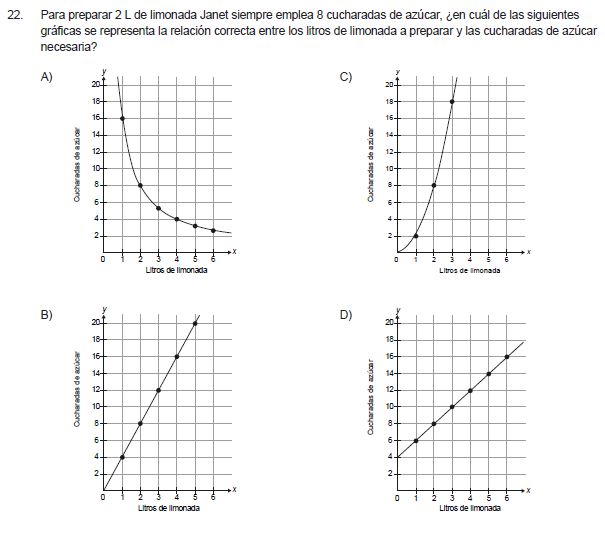 22. Para preparar 2 L de limonada Janet siempre emplea 8 cucharadas de azúcar, ¿en cuál de las siguientes
gráficas se representa la relación correcta entre los litros de limonada a preparar y las cucharadas de azúcar
necesaria?
A)
y
20
18
16
14
12
10
8
6
4
2
Cucharadas de azúcar
0 1 2 3 4 5 6 x
Litros de limonada
C)
y
20
18
16
14
12
10
8
6
4
2
Cucharadas de azúcar
0 1 2 3 4 5 6 x
Litros de limonada
B)
y
20
18
16
14
12
10
8
6
4
2
Cucharadas de azúcar
0 1 2 3 4 5 6 x
Litros de limonada
D)
y
20
18
16
14
12
10
8
6
4
2
Cucharadas de azúcar
0 1 2 3 4 5 6 x
Litros de limonada